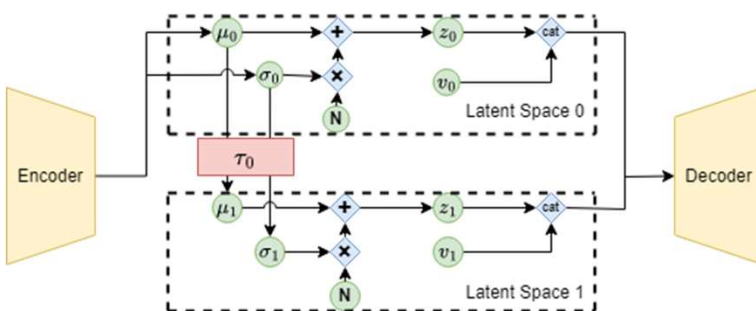 μ₀
+
z₀
cat
σ₀
×
v₀
N
Latent Space 0
Encoder
τ₀
Decoder
μ₁
+
z₁
cat
σ₁
×
v₁
N
Latent Space 1